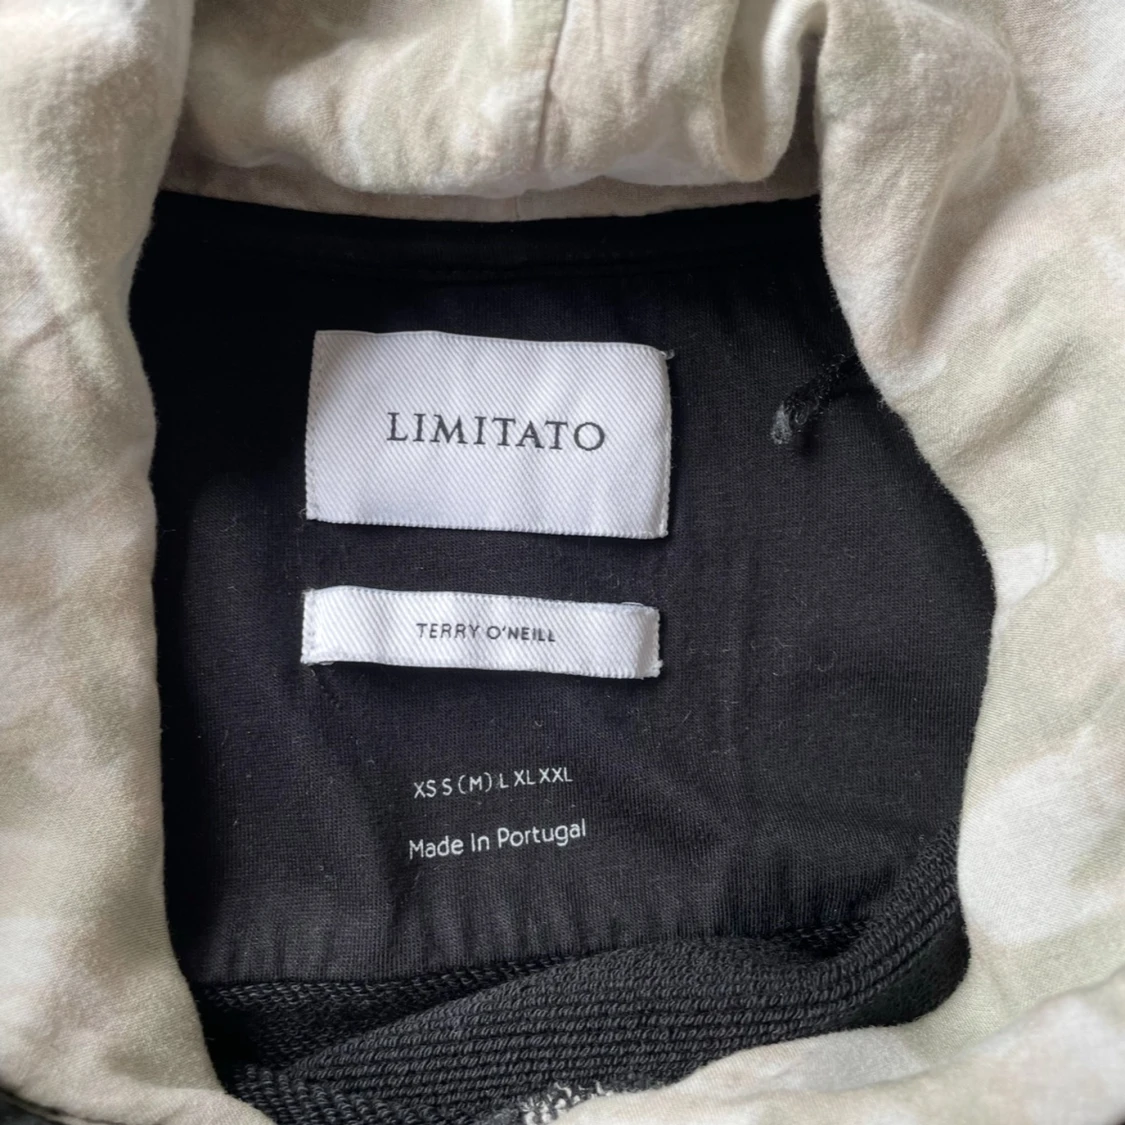 LIMITATO
TERRY O'NEILL
XS S (M) L XL XXL
Made In Portugal